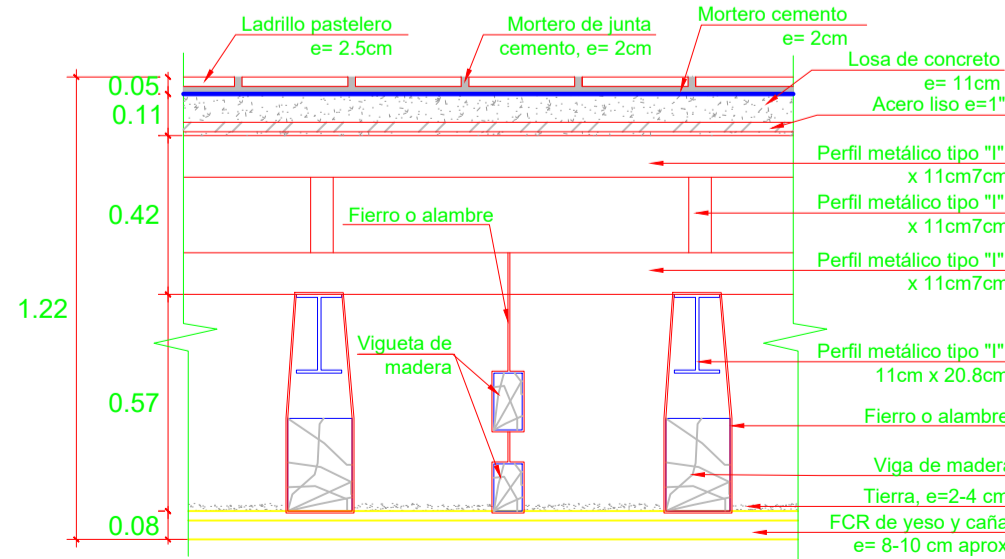 Ladrillo pastelero
e= 2.5cm
Mortero de junta
cemento, e= 2cm
Mortero cemento
e= 2cm
Losa de concreto
e= 11cm
Acero liso e=1"
Perfil metálico tipo "I"
x 11cm7cm
Perfil metálico tipo "I"
x 11cm7cm
Perfil metálico tipo "I"
x 11cm7cm
Fierro o alambre
Vigueta de
madera
Perfil metálico tipo "I"
11cm x 20.8cm
Fierro o alambre
Viga de madera
Tierra, e=2-4 cm
FCR de yeso y caña
e= 8-10 cm aprox
0.05
0.11
0.42
1.22
0.57
0.08